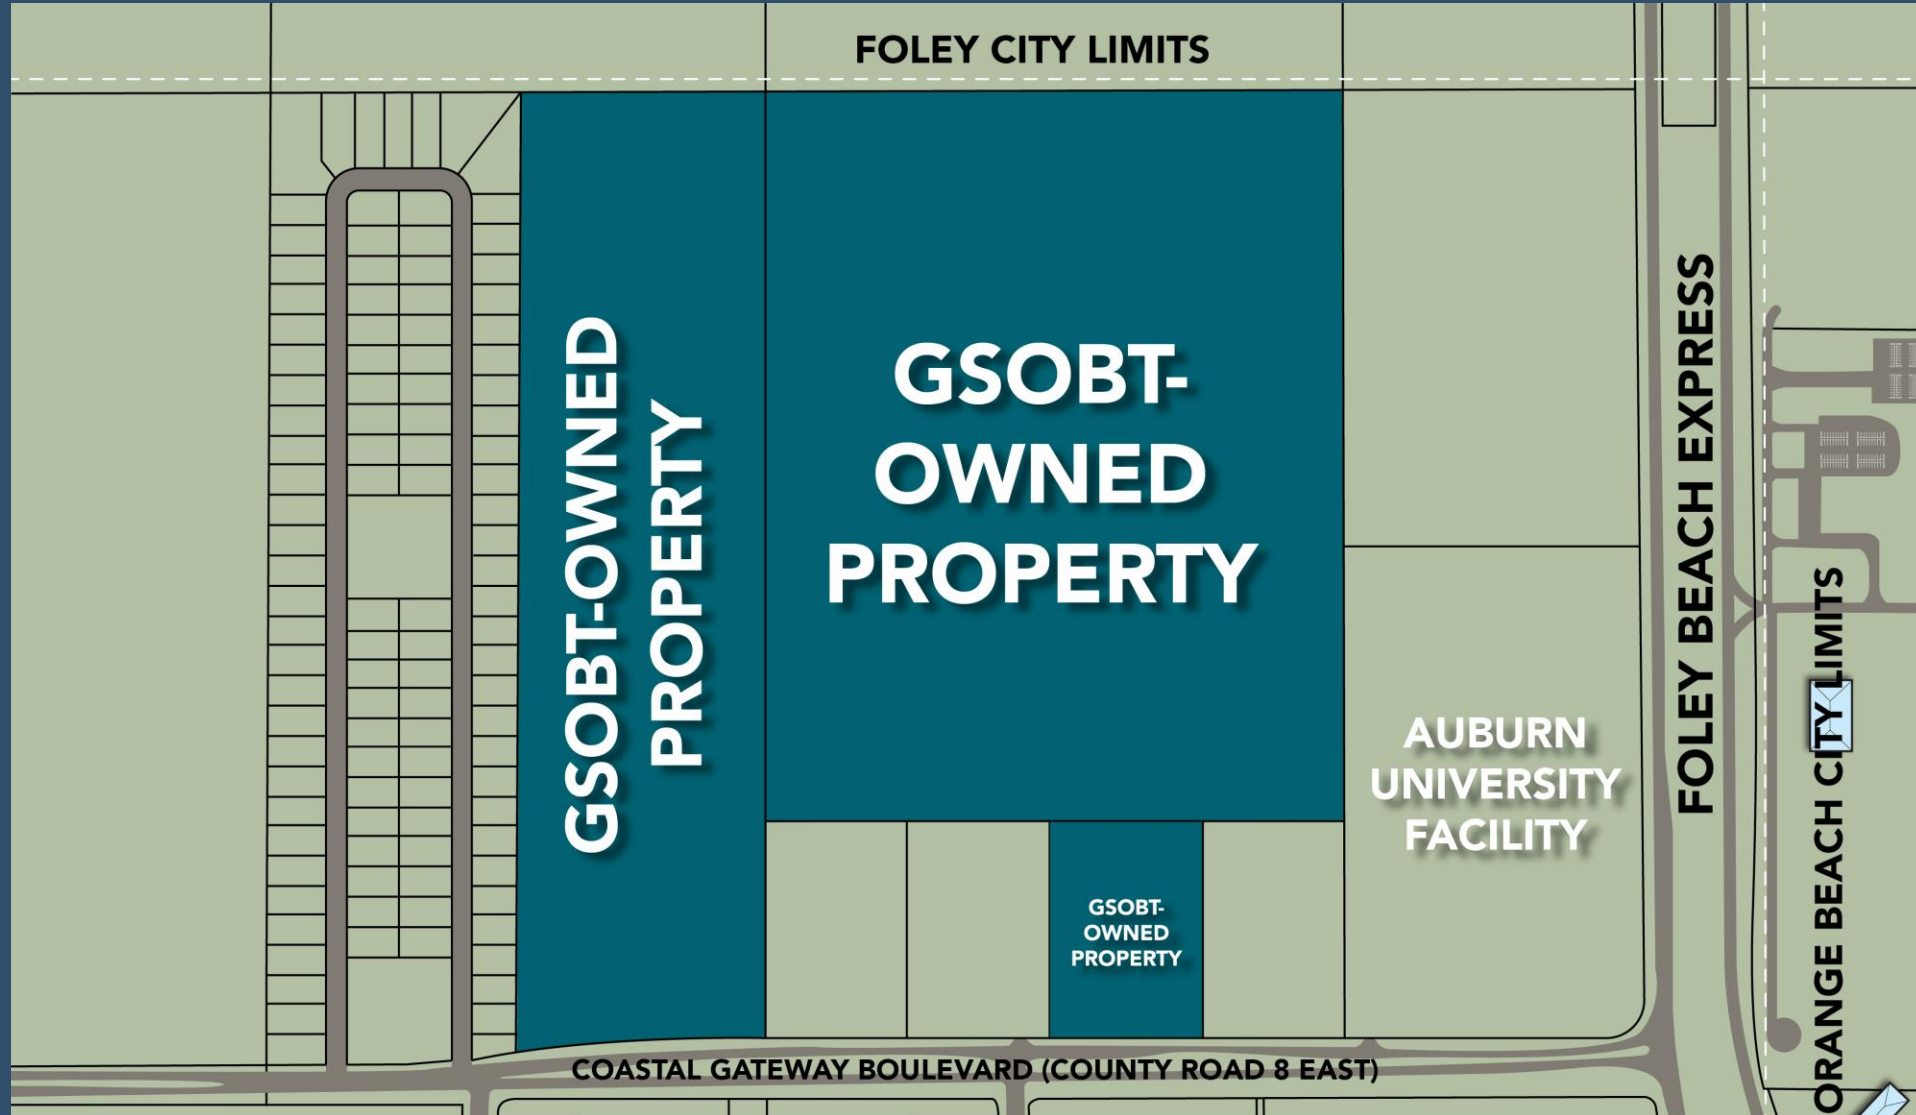 FOLEY CITY LIMITS
GSOBT-OWNED
PROPERTY
GSOBT-
OWNED
PROPERTY
FOLEY BEACH EXPRESS
AUBURN
UNIVERSITY
FACILITY
GSOBT-
OWNED
PROPERTY
ORANGE BEACH CITY LIMITS
COASTAL GATEWAY BOULEVARD (COUNTY ROAD 8 EAST)